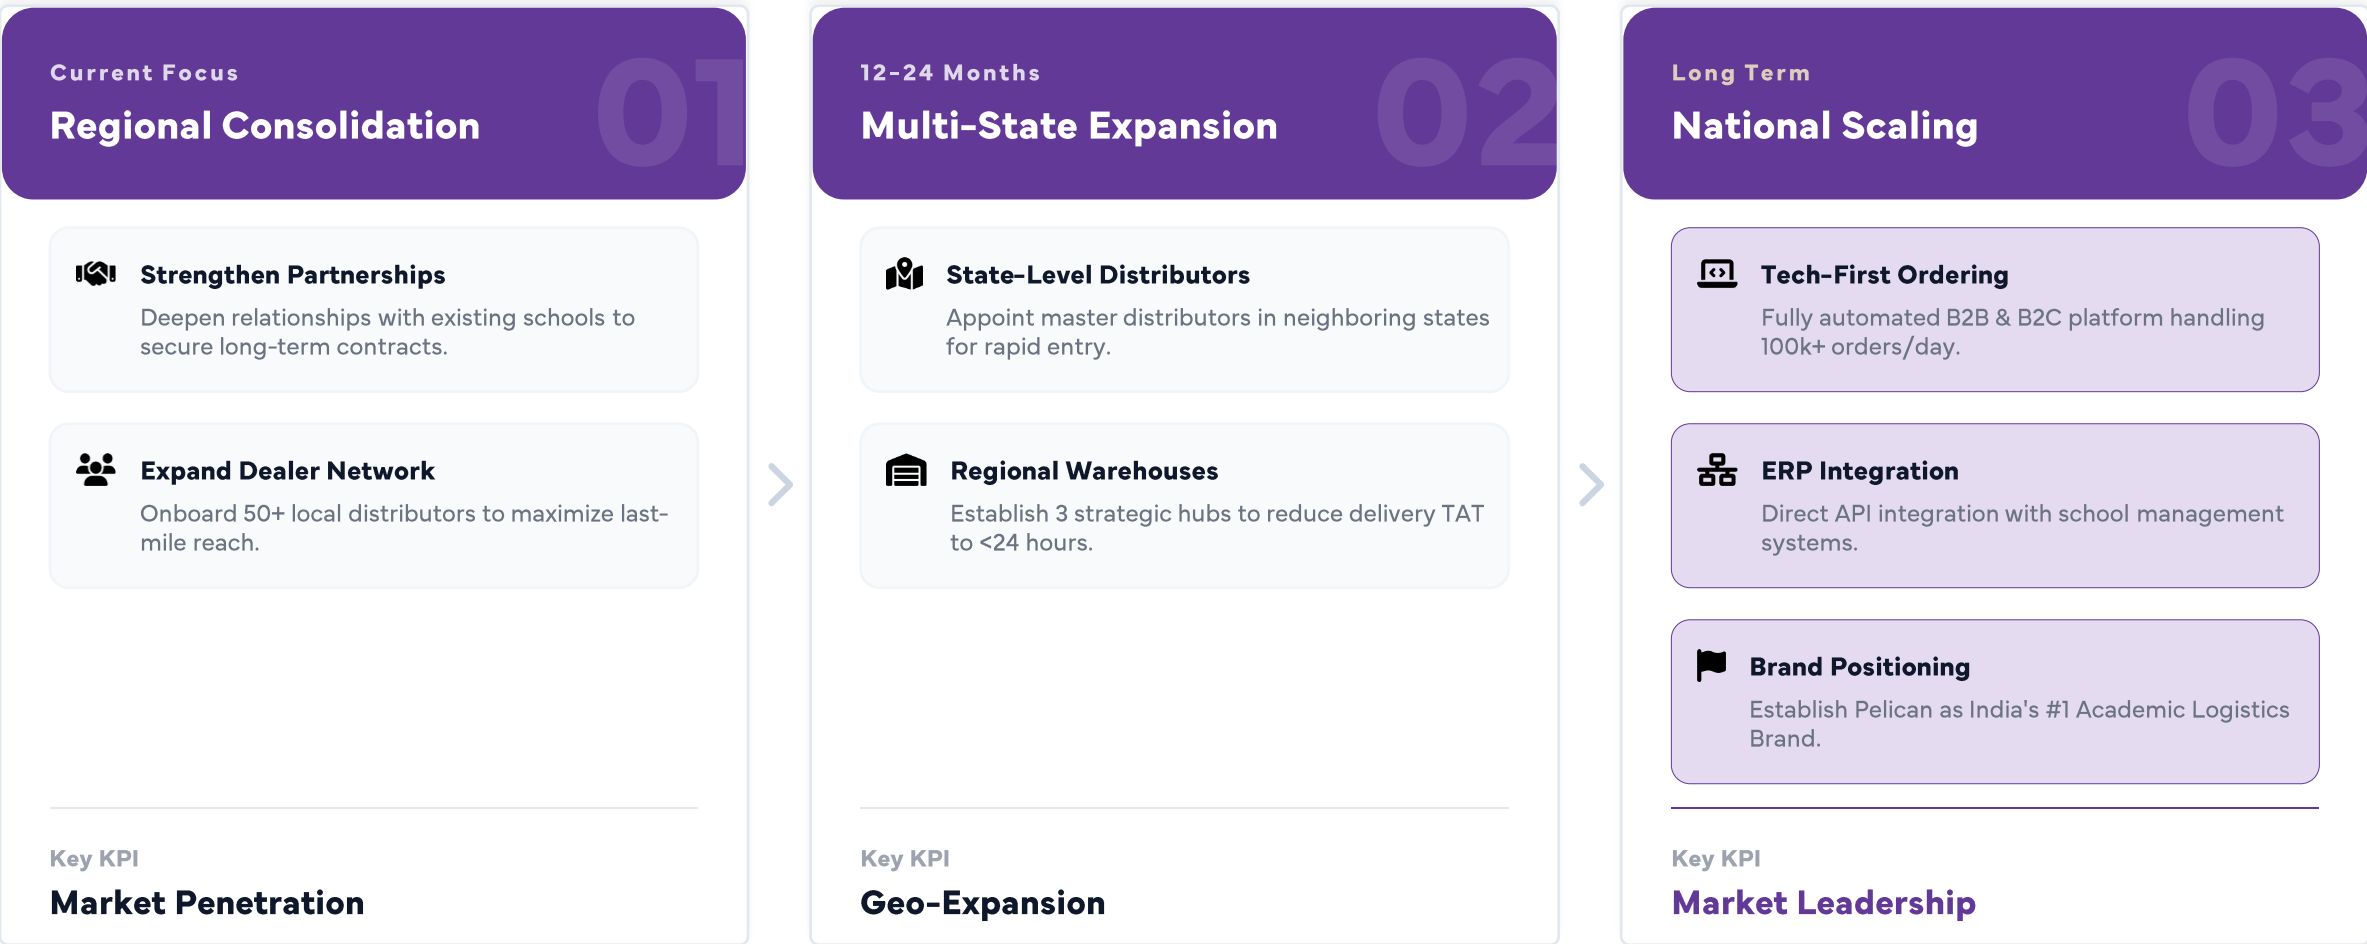 Current Focus
Regional Consolidation
01
Strengthen Partnerships
Deepen relationships with existing schools to
secure long-term contracts.
Expand Dealer Network
Onboard 50+ local distributors to maximize last-
mile reach.
Key KPI
Market Penetration
12-24 Months
Multi-State Expansion
02
State-Level Distributors
Appoint master distributors in neighboring states
for rapid entry.
Regional Warehouses
Establish 3 strategic hubs to reduce delivery TAT
to <24 hours.
Key KPI
Geo-Expansion
Long Term
National Scaling
03
Tech-First Ordering
Fully automated B2B & B2C platform handling
100k+ orders/day.
ERP Integration
Direct API integration with school management
systems.
Brand Positioning
Establish Pelican as India's #1 Academic Logistics
Brand.
Key KPI
Market Leadership